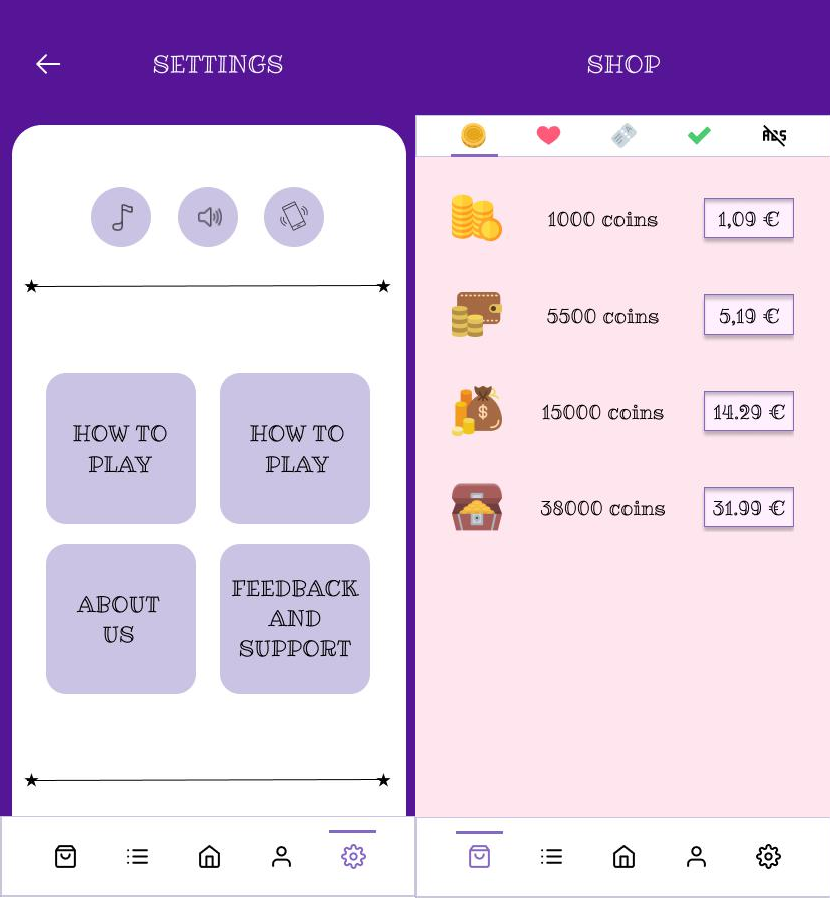 SETTINGS
HOW TO
PLAY
HOW TO
PLAY
ABOUT
US
FEEDBACK
AND
SUPPORT
SHOP
ADS
1000 coins
1,09 €
5500 coins
5,19 €
$
15000 coins
14.29 €
38000 coins
31.99 €